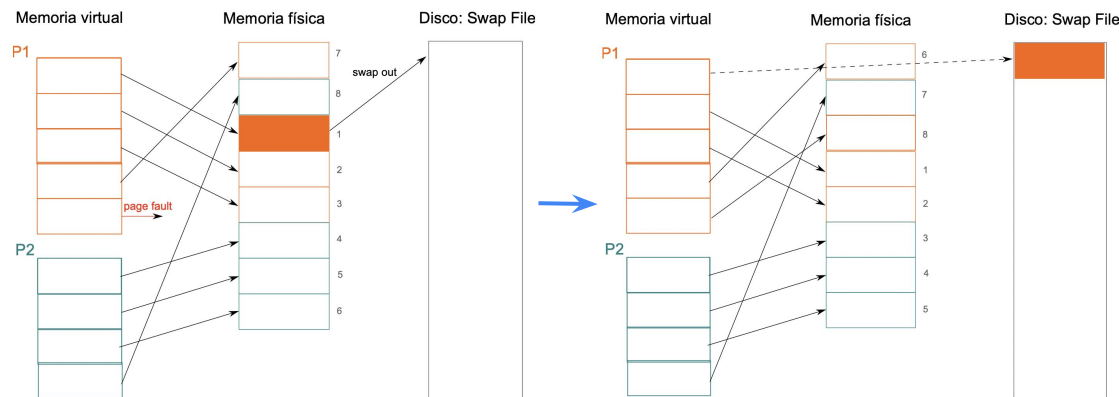 Memoria virtual
Memoria física
Disco: Swap File
P1
7
8
swap out
1
2
3
page fault
P2
4
5
6
Memoria virtual
Memoria física
Disco: Swap File
P1
6
7
8
1
2
P2
3
4
5